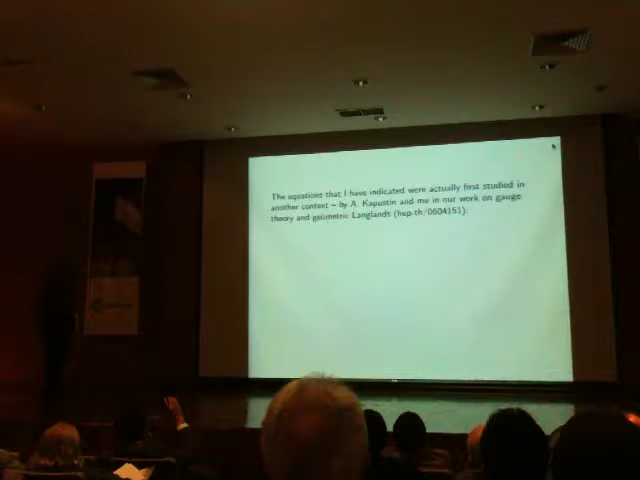 The equations that I have indicated were actually first studied in
another context – by A. Kapustin and me in our work on gauge
theory and geometric Langlands (hep-th/0604151).